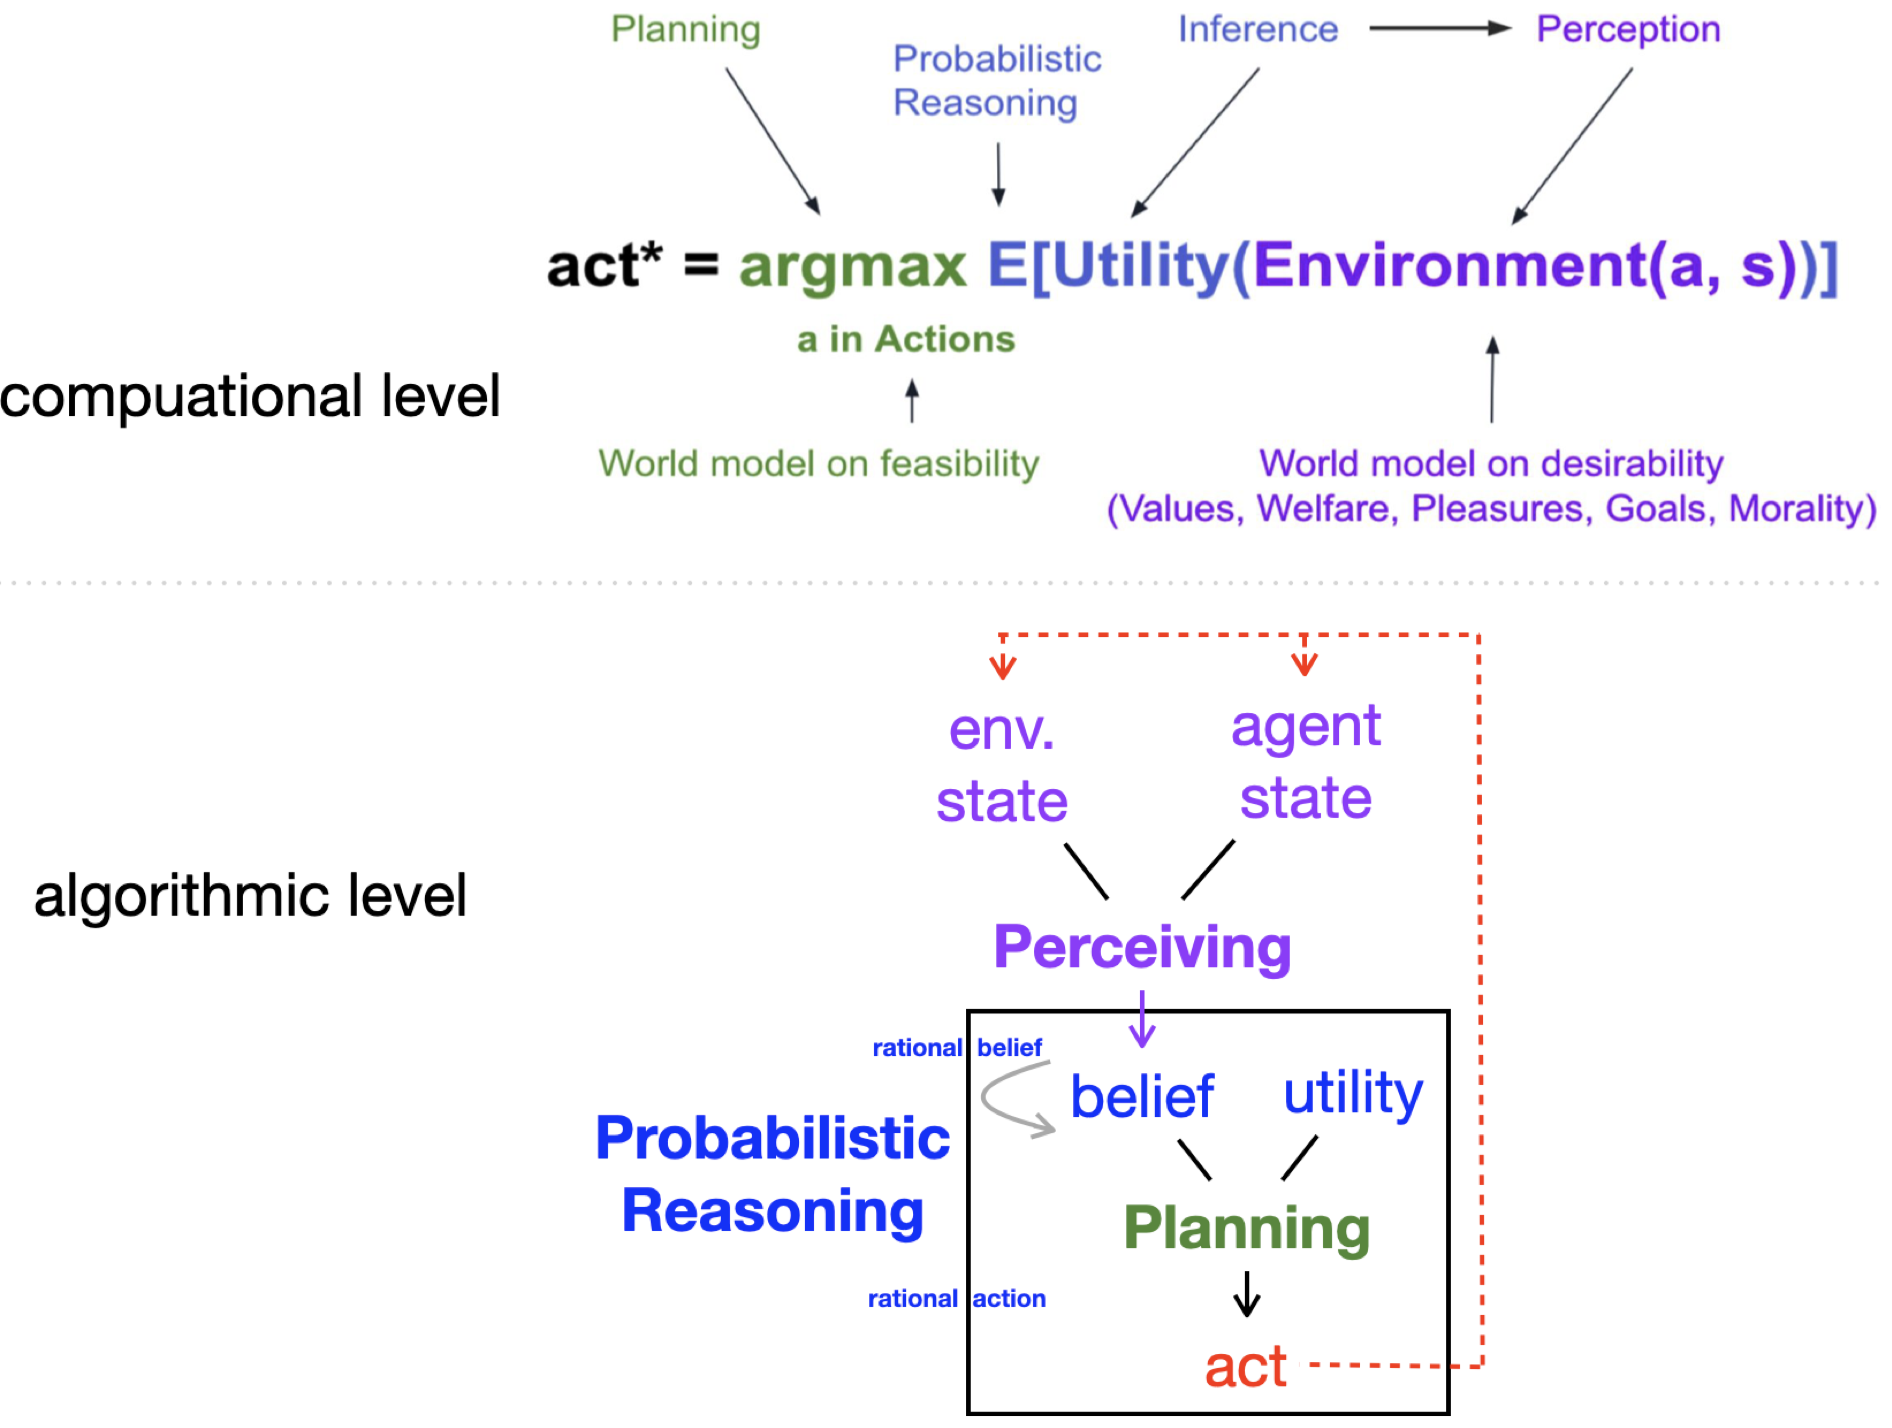 Planning
Probabilistic
Reasoning
Inference
Perception
act* = argmax E[Utility(Environment(a, s))]
a in Actions
compuational level
World model on feasibility
World model on desirability
(Values, Welfare, Pleasures, Goals, Morality)
env.
state
agent
state
algorithmic level
Perceiving
rational belief
belief
utility
Probabilistic
Reasoning
Planning
rational action
act